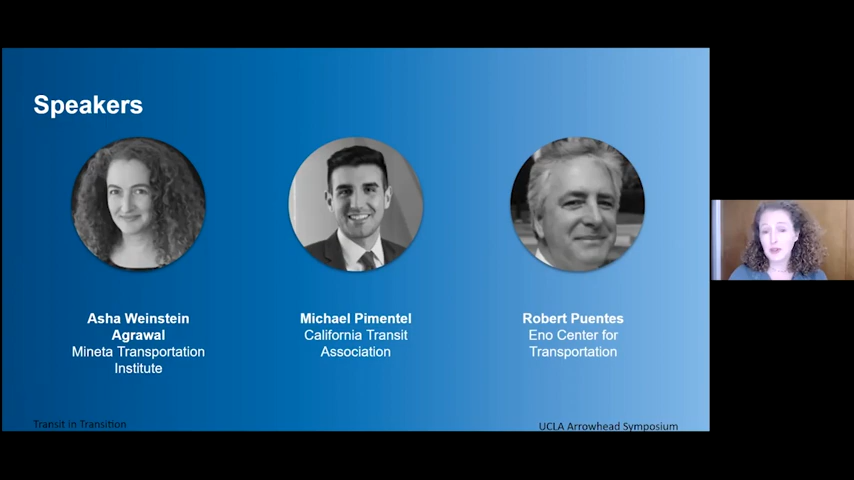 Speakers
Asha Weinstein
Agrawal
Mineta Transportation
Institute
Michael Pimentel
California Transit
Association
Robert Puentes
Eno Center for
Transportation
Transit in Transition
UCLA Arrowhead Symposium